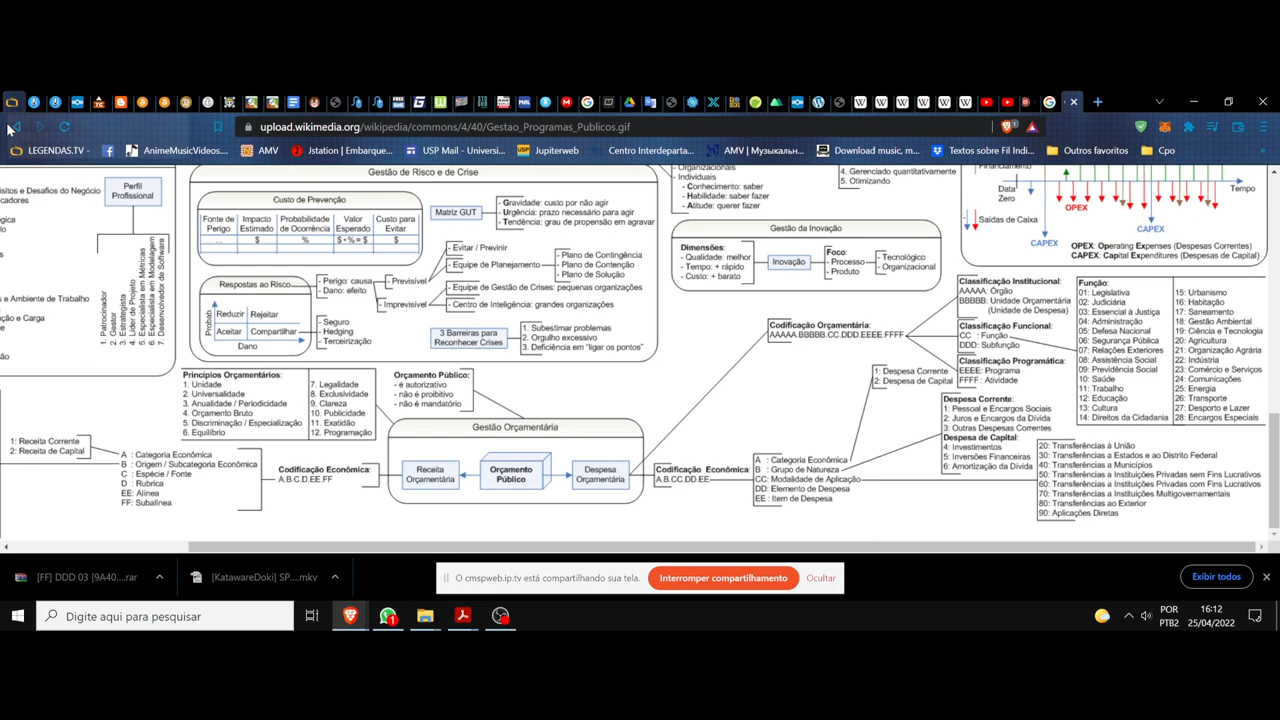 upload.wikimedia.org/wikipedia/commons/4/40/Gestao_Programas_Publicos.gif
LEGENDAS.TV -
AnimeMusicVideos...
AMV
Jstation | Embarque...
USP Mail - Universi...
Jupiterweb
Centro Interdeparta...
AMV | Музыкальн...
Download music, m...
Textos sobre Fil Indi...
Outros favoritos
Cpo
Perfil
Profissional
sitos e Desafios do Negócio
cadores
e Ambiente de Trabalho
ção e Carga
1. Patrocinador
2. Gestor
3. Estrategista
4. Líder de Projeto
5. Especialista em Métricas
6. Especialista em Modelagem
7. Desenvolvedor de Software
Gestão de Risco e de Crise
Custo de Prevenção
Fonte de Perigo
Impacto Estimado
Probabilidade de Ocorrência
Valor Esperado
Custo para Evitar
...
$
%
$ * % = $
$
Matriz GUT
- Gravidade: custo por não agir
- Urgência: prazo necessário para agir
- Tendência: grau de impacto em agravar
Respostas ao Risco
Probab
Reduzir
Rejeitar
Aceitar
Compartilhar
Dano
- Perigo: causa
- Dano: efeito
- Previsível
- Imprevisível
- Seguro
- Hedging
- Terceirização
- Evitar / Prevenir
- Equipe de Planejamento
- Plano de Contingência
- Plano de Contenção
- Plano de Solução
- Equipe de Gestão de Crises: pequenas organizações
- Centro de Inteligência: grandes organizações
3 Barreiras para
Reconhecer Crises
1. Subestimar problemas
2. Orgulho excessivo
3. Deficiência em "ligar os pontos"
- Organizacionais
- Individuais
- Conhecimento: saber
- Habilidade: saber fazer
- Atitude: querer fazer
4. Gerenciado quantitativamente
5. Otimizando
Gestão da Inovação
Dimensões:
- Qualidade: melhor
- Tempo: + rápido
- Custo: + barato
Inovação
Foco:
- Processo
- Produto
- Tecnológico
- Organizacional
Financiamento
Data
Zero
Tempo
Saídas de Caixa
OPEX
CAPEX
CAPEX
OPEX: Operating Expenses (Despesas Correntes)
CAPEX: Capital Expenditures (Despesas de Capital)
Princípios Orçamentários:
1. Unidade
2. Universalidade
3. Anualidade / Periodicidade
4. Orçamento Bruto
5. Discriminação / Especialização
6. Equilíbrio
7. Legalidade
8. Exclusividade
9. Clareza
10. Publicidade
11. Exatidão
12. Programação
Orçamento Público:
- é autorizativo
- não é proibitivo
- não é mandatório
Gestão Orçamentária
Receita
Orçamentária
Orçamento
Público
Despesa
Orçamentária
1: Receita Corrente
2: Receita de Capital
A : Categoria Econômica
B : Origem / Subcategoria Econômica
C : Espécie / Fonte
D : Rubrica
EE: Alínea
FF: Subalínea
Codificação Econômica:
A.B.C.D.EE.FF
Codificação Econômica:
A.B.CC.DD.EE
A : Categoria Econômica
B : Grupo de Natureza
CC: Modalidade de Aplicação
DD: Elemento de Despesa
EE : Item de Despesa
Codificação Orçamentária:
AAAAA.BBBBB.CC.DDD.EEEE.FFFF
Classificação Institucional:
AAAAA: Órgão
BBBBB: Unidade Orçamentária
(Unidade de Despesa)
Classificação Funcional:
CC : Função
DDD: Subfunção
Classificação Programática:
EEEE: Programa
FFFF : Atividade
1: Despesa Corrente
2: Despesa de Capital
Despesa Corrente:
1: Pessoal e Encargos Sociais
2: Juros e Encargos da Dívida
3: Outras Despesas Correntes
Despesa de Capital:
4: Investimentos
5: Inversões Financeiras
6: Amortização da Dívida
Função:
01: Legislativa
02: Judiciária
03: Essencial à Justiça
04: Administração
05: Defesa Nacional
06: Segurança Pública
07: Relações Exteriores
08: Assistência Social
09: Previdência Social
10: Saúde
11: Trabalho
12: Educação
13: Cultura
14: Direitos da Cidadania
15: Urbanismo
16: Habitação
17: Saneamento
18: Gestão Ambiental
19: Ciência e Tecnologia
20: Agricultura
21: Organização Agrária
22: Indústria
23: Comércio e Serviços
24: Comunicações
25: Energia
26: Transporte
27: Desporto e Lazer
28: Encargos Especiais
20: Transferências à União
30: Transferências a Estados e ao Distrito Federal
40: Transferências a Municípios
50: Transferências a Instituições Privadas sem Fins Lucrativos
60: Transferências a Instituições Privadas com Fins Lucrativos
70: Transferências a Instituições Multigovernamentais
80: Transferências ao Exterior
90: Aplicações Diretas
[FF] DDD 03 [9A40....rar
[KatawareDoki] SP....mkv
O cmspweb.ip.tv está compartilhando sua tela.
Interromper compartilhamento
Ocultar
Exibir todos
Digite aqui para pesquisar
POR
PTB2
16:12
25/04/2022